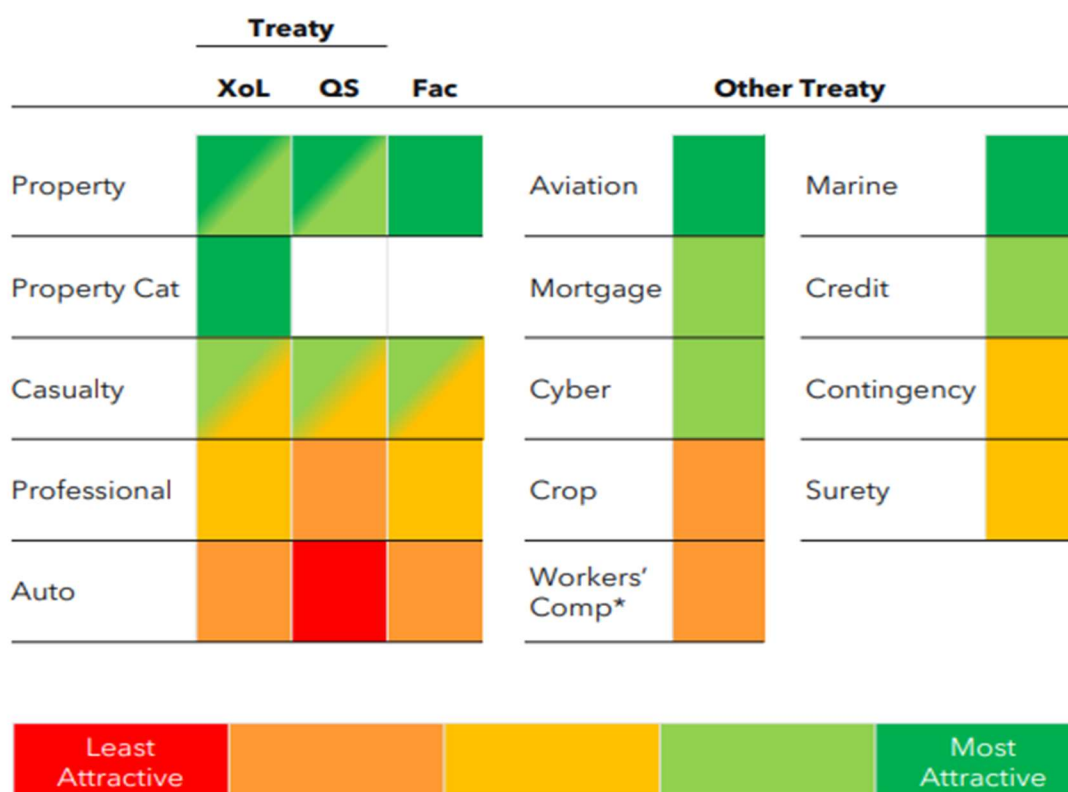 Treaty
XoL QS Fac Other Treaty
Property Aviation Marine
Property Cat Mortgage Credit
Casualty Cyber Contingency
Professional Crop Surety
Auto Workers’
Comp*
Least Most
Attractive Attractive